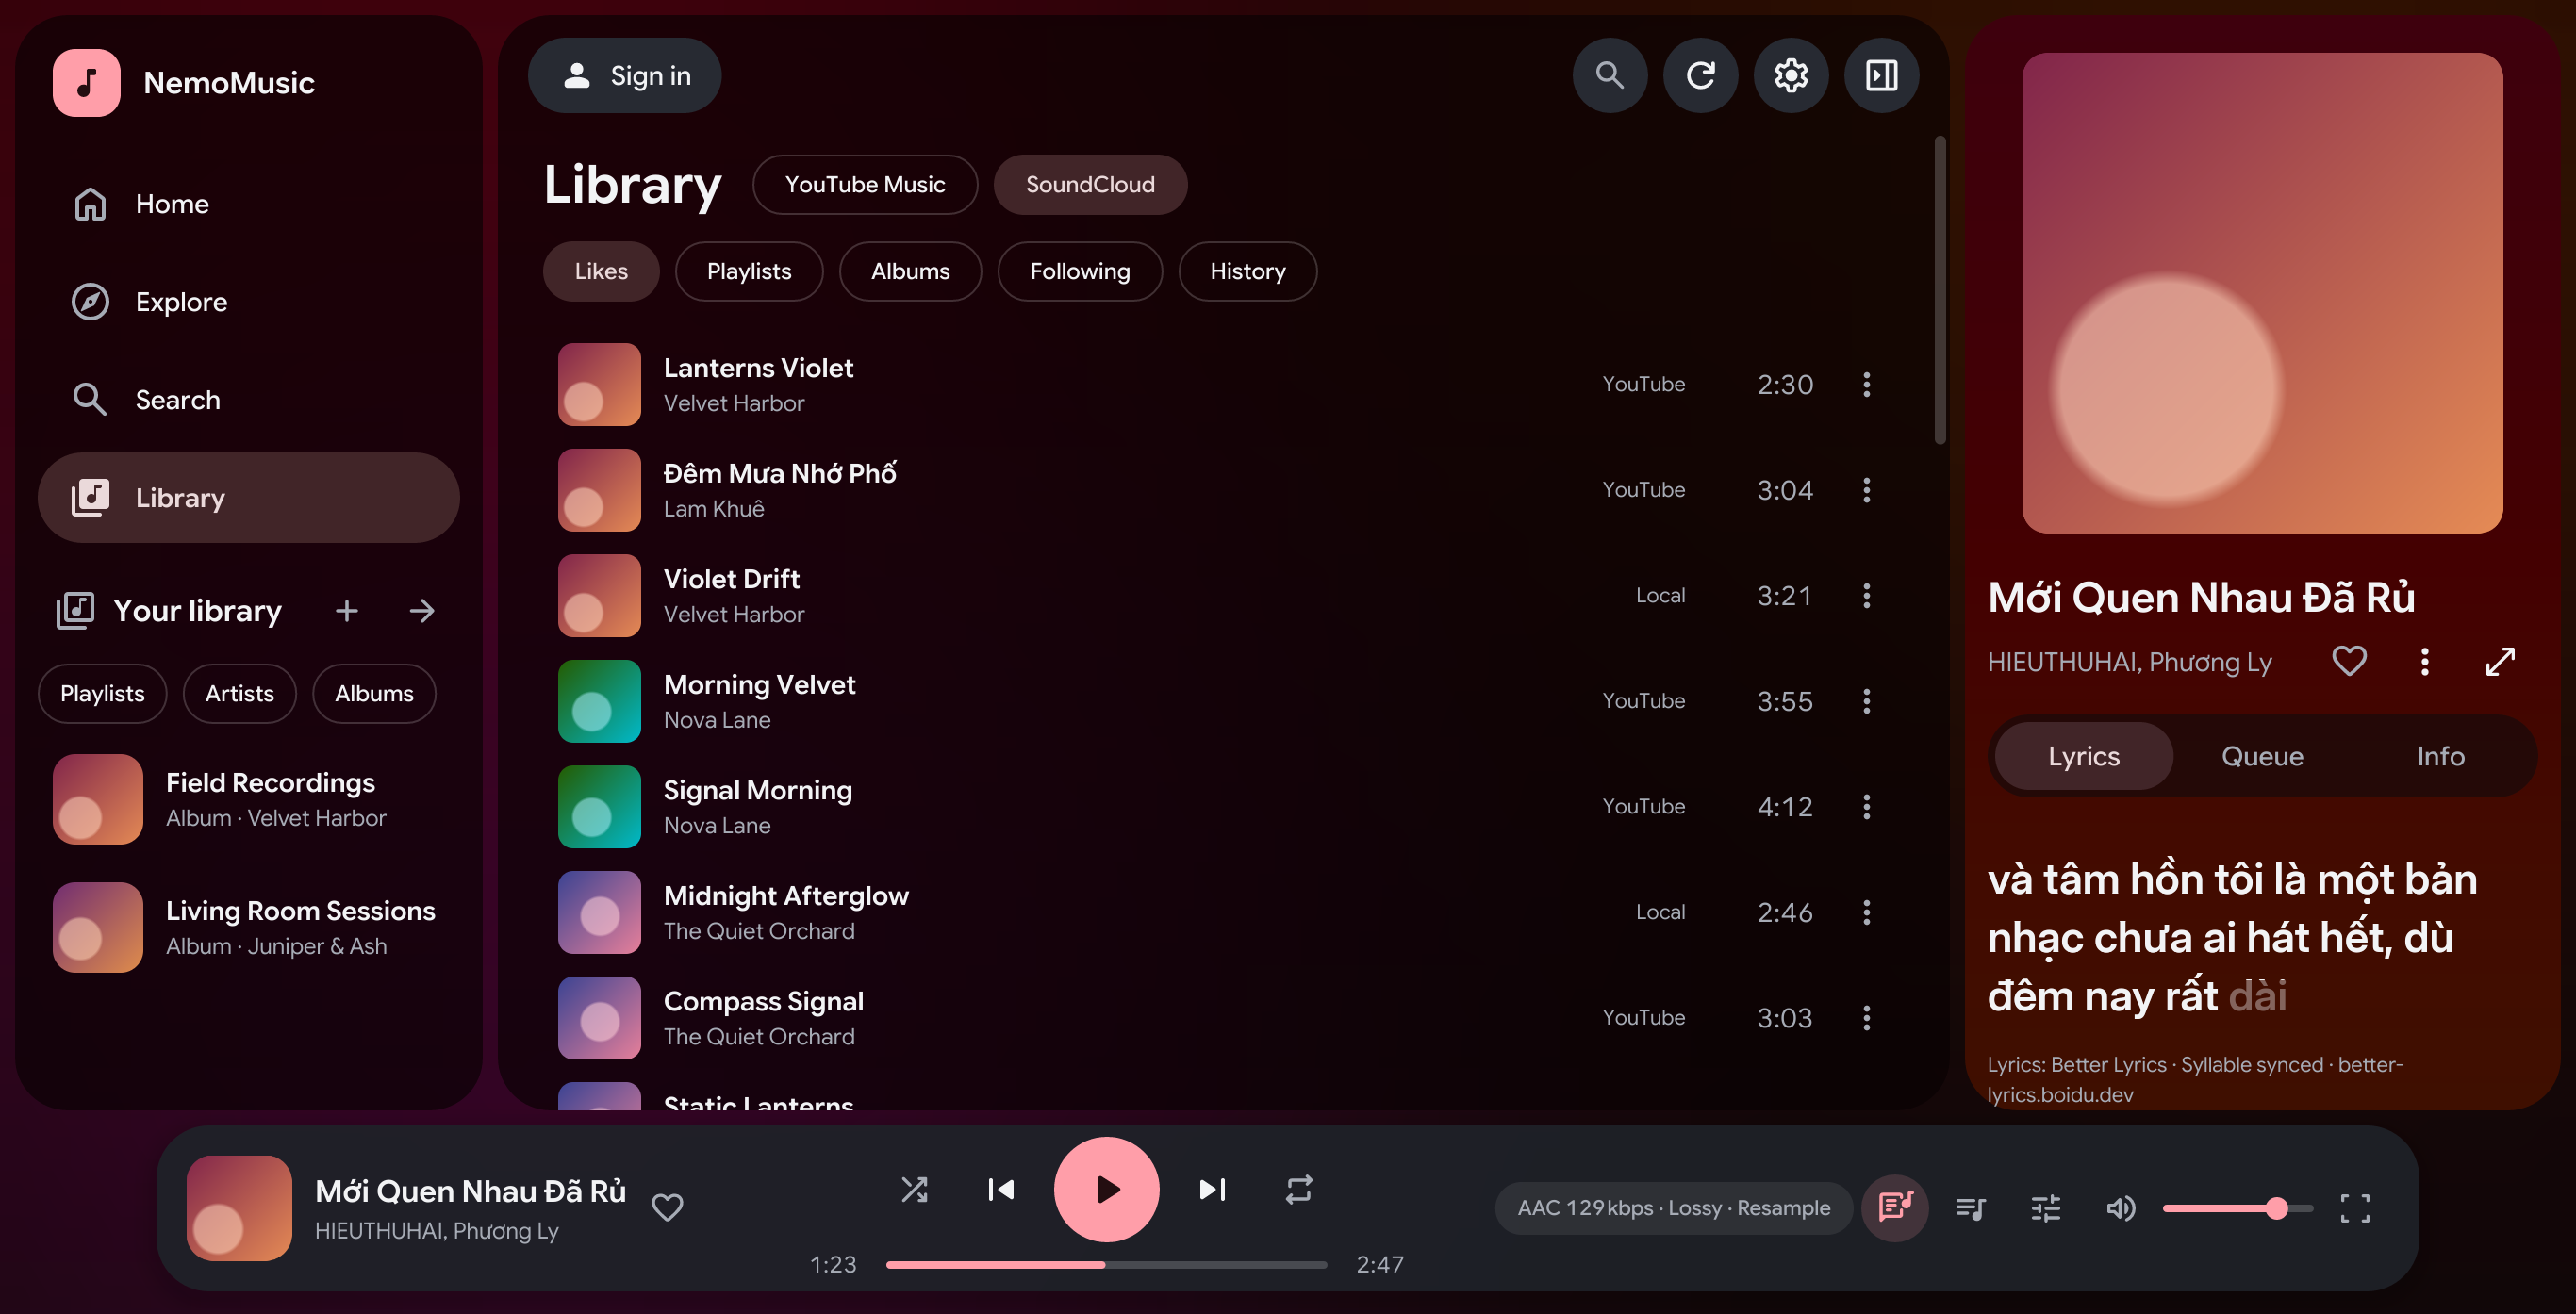 NemoMusic
Home
Explore
Search
Library
Your library
Playlists
Artists
Albums
Field Recordings
Album · Velvet Harbor
Living Room Sessions
Album · Juniper & Ash
Sign in
Library
YouTube Music
SoundCloud
Likes
Playlists
Albums
Following
History
Lanterns Violet
Velvet Harbor
YouTube
2:30
Đêm Mưa Nhớ Phố
Lam Khuê
YouTube
3:04
Violet Drift
Velvet Harbor
Local
3:21
Morning Velvet
Nova Lane
YouTube
3:55
Signal Morning
Nova Lane
YouTube
4:12
Midnight Afterglow
The Quiet Orchard
Local
2:46
Compass Signal
The Quiet Orchard
YouTube
3:03
Static Lanterns
Mới Quen Nhau Đã Rủ
HIEUTHUHAI, Phương Ly
Lyrics
Queue
Info
và tâm hồn tôi là một bản
nhạc chưa ai hát hết, dù
đêm nay rất dài
Lyrics: Better Lyrics · Syllable synced · better-
lyrics.boidu.dev
Mới Quen Nhau Đã Rủ
HIEUTHUHAI, Phương Ly
1:23
2:47
AAC 129kbps · Lossy · Resample